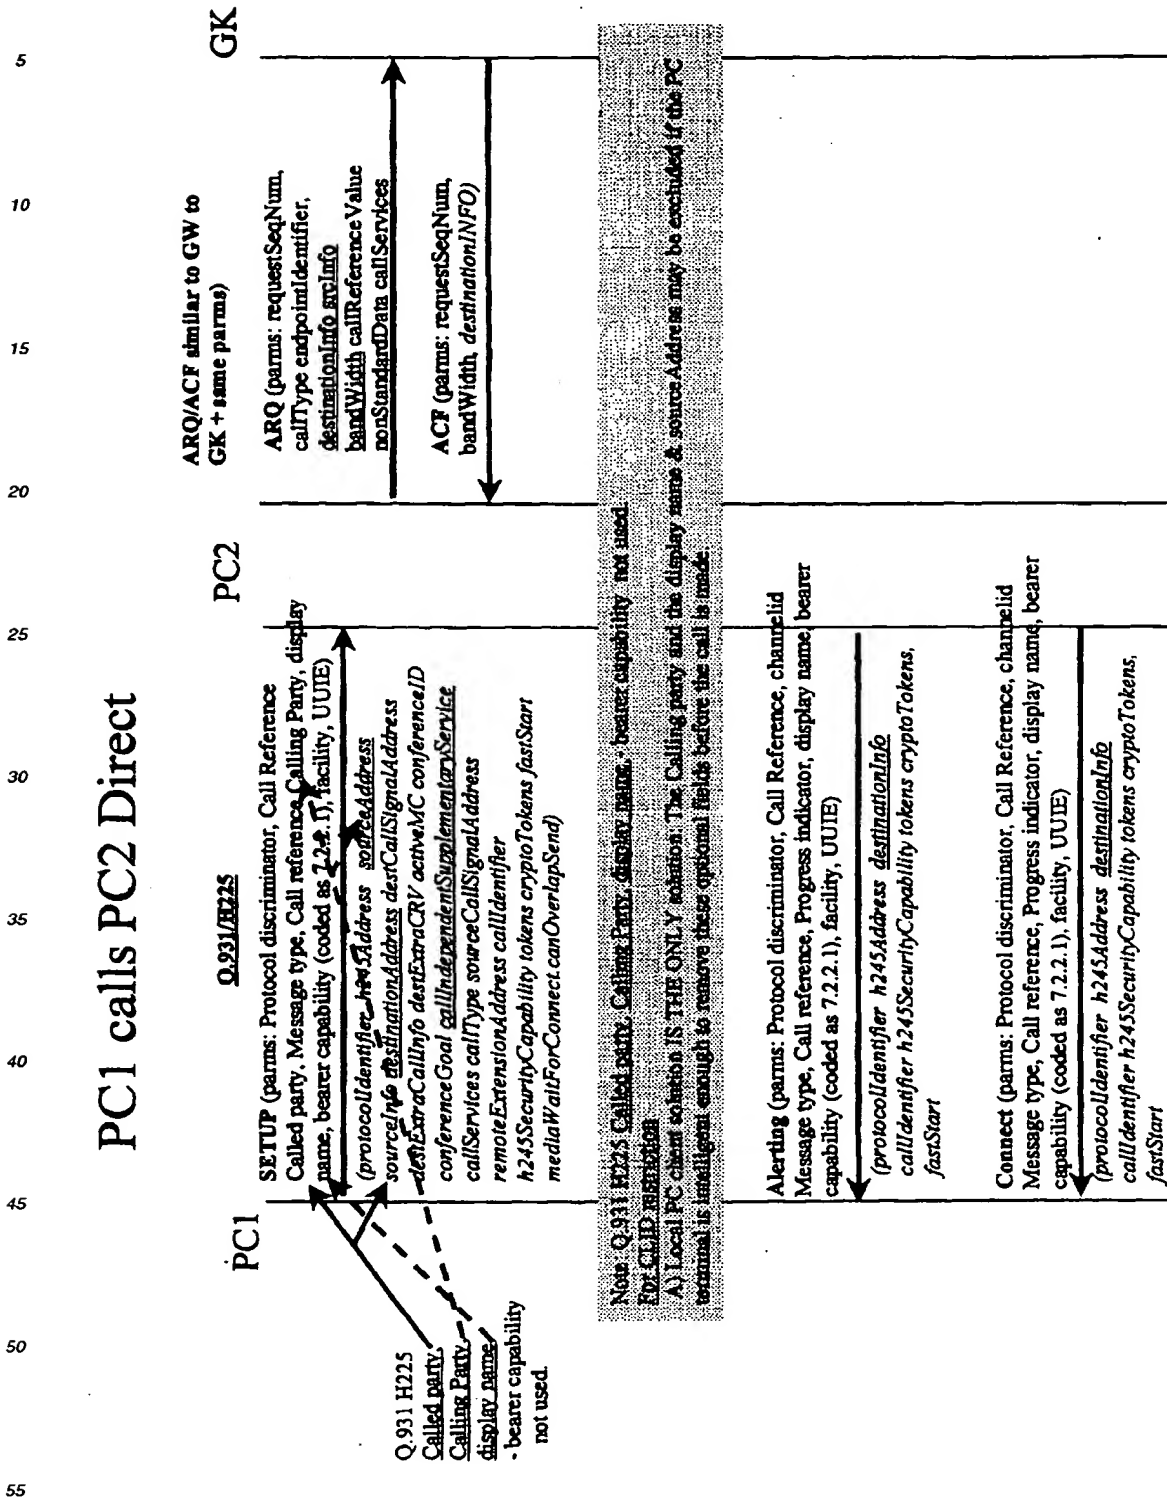 PC1 calls PC2 Direct
PC1
PC2
GK
Q.931/H225
ARQ/ACF similar to GW to
GK + same parms)
Q.931 H225
Called party,
Calling Party,
display name,
- bearer capability
not used.
SETUP (parms: Protocol discriminator, Call Reference
Called party, Message type, Call reference, Calling Party, display
name, bearer capability (coded as 7.2.2.1), facility, UUIE)
(protocolIdentifier h245Address sourceAddress
sourceInfo destinationAddress destCallSignalAddress
destExtraCallInfo destExtraCRV activeMC conferenceID
conferenceGoal callIndependentSupplementaryService
callServices callType sourceCallSignalAddress
remoteExtensionAddress callIdentifier
h245SecurityCapability tokens cryptoTokens fastStart
mediaWaitForConnect canOverlapSend)
ARQ (parms: requestSeqNum,
callType endpointIdentifier,
destinationInfo srcInfo
bandWidth callReferenceValue
nonStandardData callServices
ACF (parms: requestSeqNum,
bandWidth, destinationINFO)
Note: Q.931 H225 Called party, Calling Party, display name, - bearer capability not used.
For CLID restriction
A) Local PC client solution IS THE ONLY solution: The Calling party and the display name & sourceAddress may be excluded if the PC
terminal is intelligent enough to remove these optional fields before the call is made.
Alerting (parms: Protocol discriminator, Call Reference, channelid
Message type, Call reference, Progress indicator, display name, bearer
capability (coded as 7.2.2.1), facility, UUIE)
(protocolIdentifier h245Address destinationInfo
callIdentifier h245SecurityCapability tokens cryptoTokens,
fastStart
Connect (parms: Protocol discriminator, Call Reference, channelid
Message type, Call reference, Progress indicator, display name, bearer
capability (coded as 7.2.2.1), facility, UUIE)
(protocolIdentifier h245Address destinationInfo
callIdentifier h245SecurityCapability tokens cryptoTokens,
fastStart
5
10
15
20
25
30
35
40
45
50
55